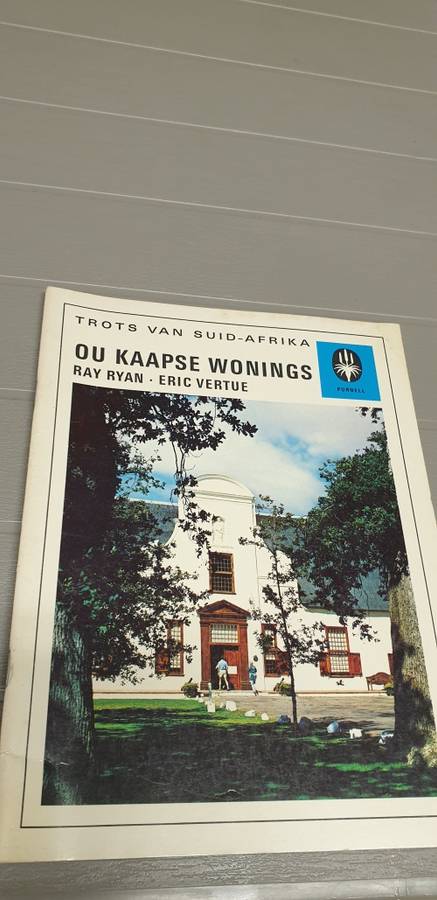 TROTS VAN SUID-AFRIKA
OU KAAPSE WONINGS
RAY RYAN · ERIC VERTUE
PURNELL